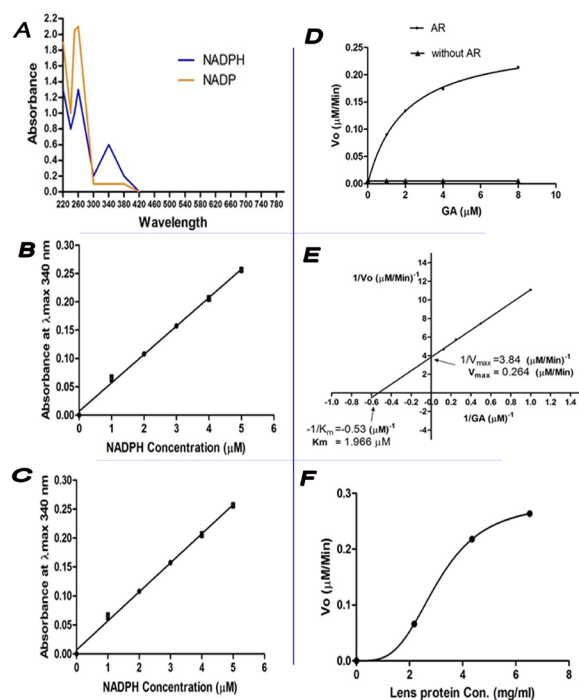 A
Absorbance
2.2
2.0
1.8
1.6
1.4
1.2
1.0
0.8
0.6
0.4
0.2
0.0
220 260 300 340 380 420 460 500 540 580 620 660 700 740 780
Wavelength
NADPH
NADP
B
Absorbance at λmax 340 nm
0.30
0.25
0.20
0.15
0.10
0.05
0.00
0 1 2 3 4 5 6
NADPH Concentration (μM)
C
Absorbance at λmax 340 nm
0.30
0.25
0.20
0.15
0.10
0.05
0.00
0 1 2 3 4 5 6
NADPH Concentration (μM)
D
AR
without AR
Vo (μM/Min)
0.25
0.20
0.15
0.10
0.05
0.00
0 2 4 6 8 10
GA (μM)
E
1/Vo (μM/Min)-1
14
12
10
8
6
4
2
-2
-4
-1.0 -0.8 -0.6 -0.4 -0.2 0.0 0.2 0.4 0.6 0.8 1.0 1.2 1.4
1/GA (μM)-1
1/Vmax =3.84 (μM/Min)-1
Vmax = 0.264 (μM/Min)
-1/Km=-0.53 (μM)-1
Km = 1.966 μM
F
Vo (μM/Min)
0.3
0.2
0.1
0.0
0 2 4 6 8
Lens protein Con. (mg/ml)